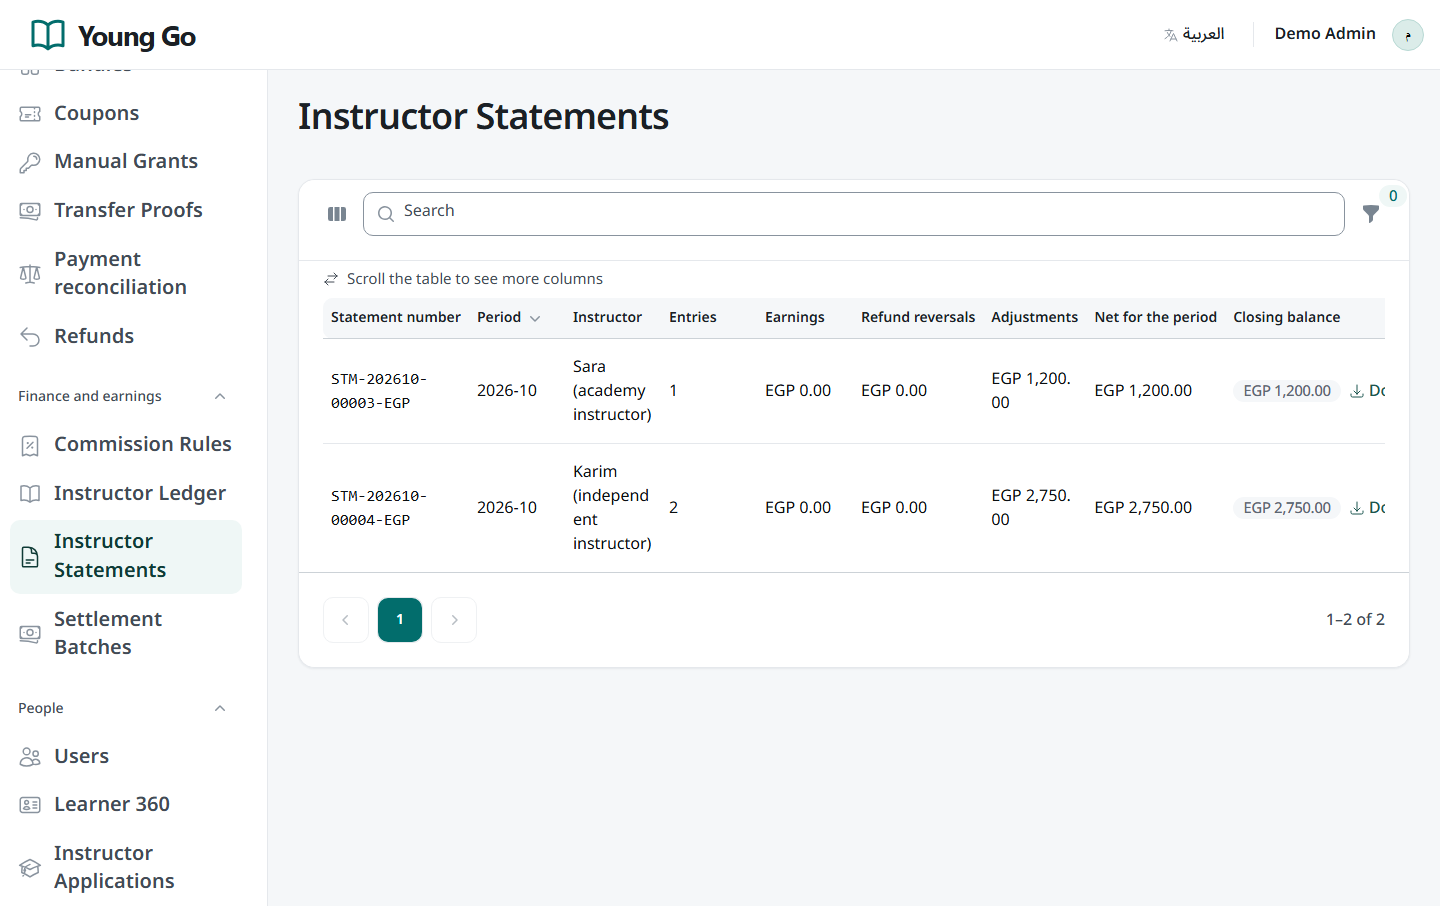 Young Go
العربية
Demo Admin
م
Bundles
Coupons
Manual Grants
Transfer Proofs
Payment
reconciliation
Refunds
Finance and earnings
Commission Rules
Instructor Ledger
Instructor
Statements
Settlement
Batches
People
Users
Learner 360
Instructor
Applications
Instructor Statements
Search
0
Scroll the table to see more columns
Statement number Period Instructor Entries Earnings Refund reversals Adjustments Net for the period Closing balance
STM-202610-
00003-EGP
2026-10
Sara
(academy
instructor)
1
EGP 0.00
EGP 0.00
EGP 1,200.
00
EGP 1,200.00
EGP 1,200.00
STM-202610-
00004-EGP
2026-10
Karim
(independ
ent
instructor)
2
EGP 0.00
EGP 0.00
EGP 2,750.
00
EGP 2,750.00
EGP 2,750.00
1
1–2 of 2